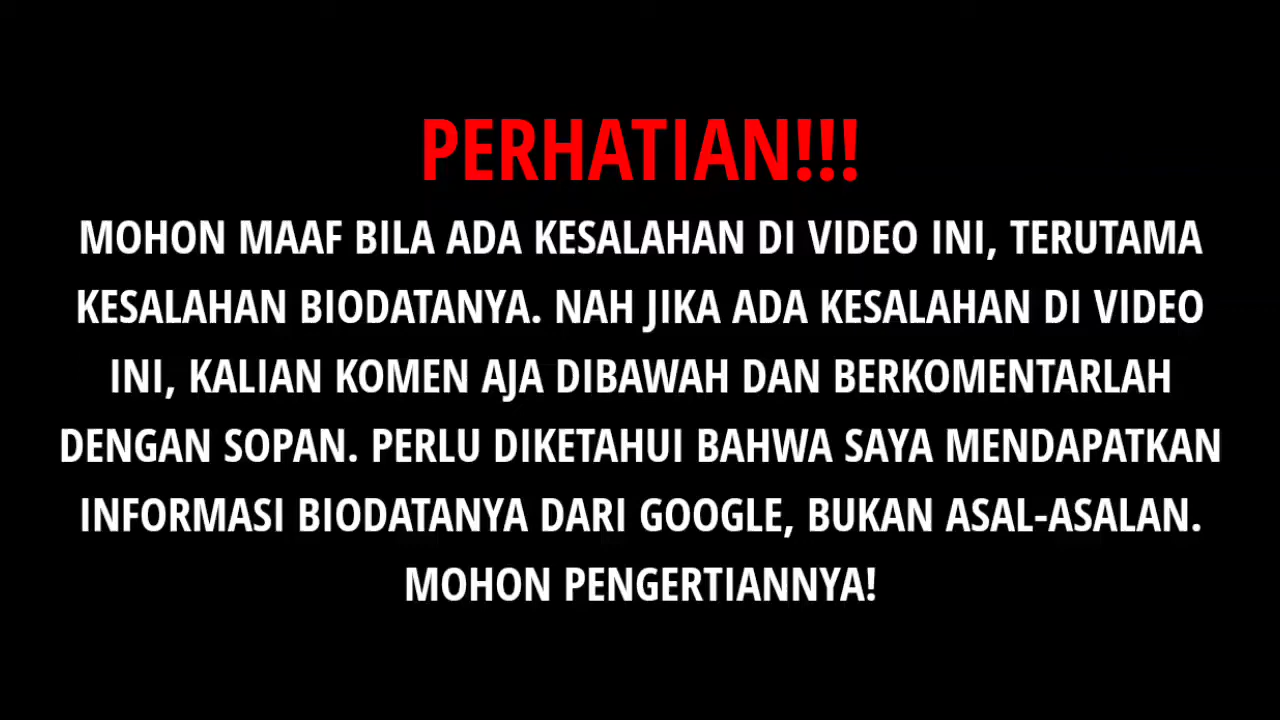 PERHATIAN!!!
MOHON MAAF BILA ADA KESALAHAN DI VIDEO INI, TERUTAMA
KESALAHAN BIODATANYA. NAH JIKA ADA KESALAHAN DI VIDEO
INI, KALIAN KOMEN AJA DIBAWAH DAN BERKOMENTARLAH
DENGAN SOPAN. PERLU DIKETAHUI BAHWA SAYA MENDAPATKAN
INFORMASI BIODATANYA DARI GOOGLE, BUKAN ASAL-ASALAN.
MOHON PENGERTIANNYA!